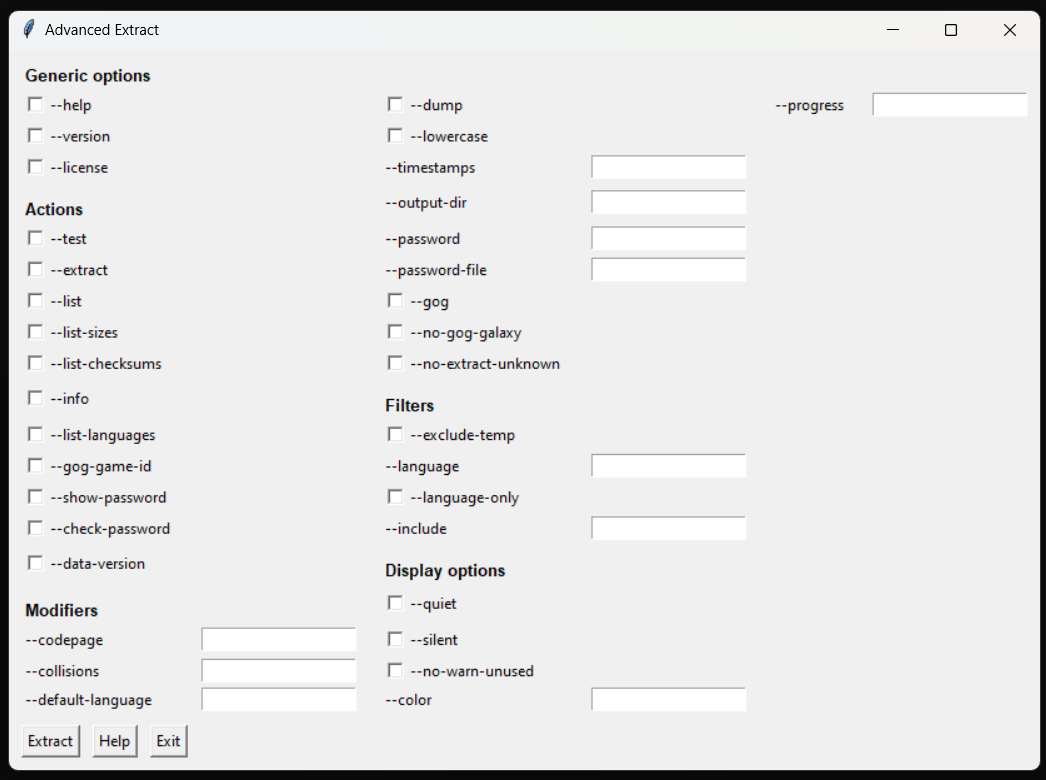 Advanced Extract
Generic options
--help
--version
--license
Actions
--test
--extract
--list
--list-sizes
--list-checksums
--info
--list-languages
--gog-game-id
--show-password
--check-password
--data-version
Modifiers
--codepage
--collisions
--default-language
--dump
--lowercase
--timestamps
--output-dir
--password
--password-file
--gog
--no-gog-galaxy
--no-extract-unknown
Filters
--exclude-temp
--language
--language-only
--include
Display options
--quiet
--silent
--no-warn-unused
--color
--progress
Extract Help Exit